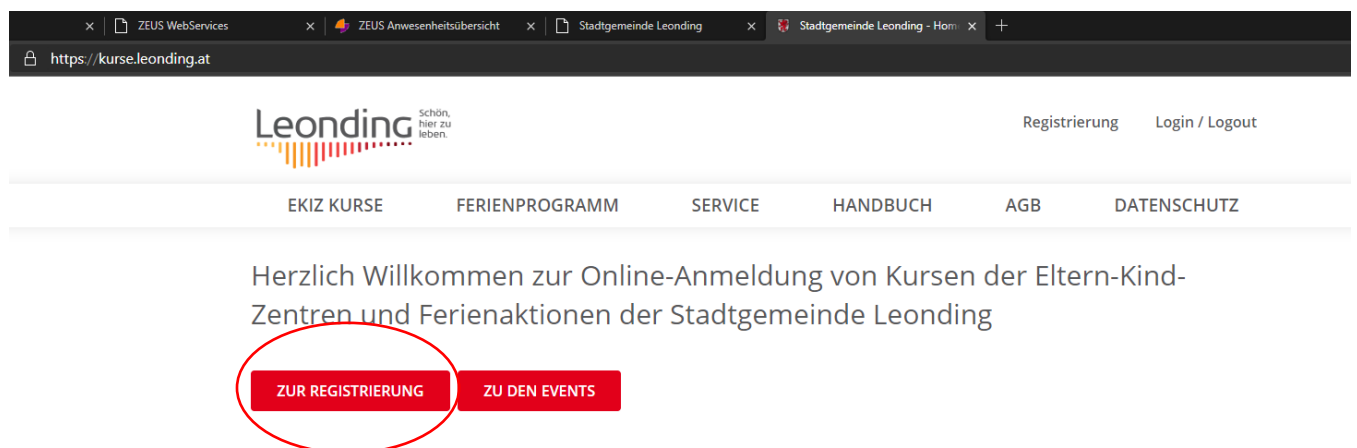 ZEUS WebServices
ZEUS Anwesenheitsübersicht
Stadtgemeinde Leonding
Stadtgemeinde Leonding - Hom
https://kurse.leonding.at
Leonding
Schön,
hier zu
leben.
Registrierung
Login / Logout
EKIZ KURSE
FERIENPROGRAMM
SERVICE
HANDBUCH
AGB
DATENSCHUTZ
Herzlich Willkommen zur Online-Anmeldung von Kursen der Eltern-Kind-
Zentren und Ferienaktionen der Stadtgemeinde Leonding
ZUR REGISTRIERUNG
ZU DEN EVENTS